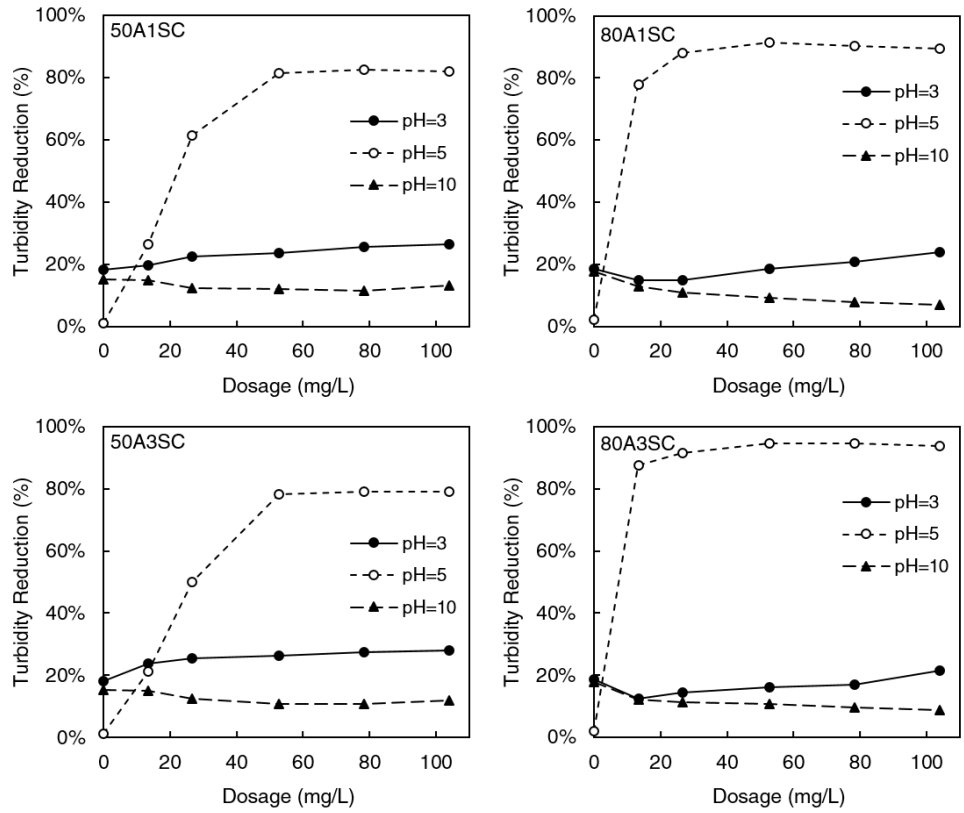 50A1SC
Turbidity Reduction (%)
100%
80%
60%
40%
20%
0%
pH=3
pH=5
pH=10
0 20 40 60 80 100
Dosage (mg/L)
80A1SC
Turbidity Reduction (%)
100%
80%
60%
40%
20%
0%
pH=3
pH=5
pH=10
0 20 40 60 80 100
Dosage (mg/L)
50A3SC
Turbidity Reduction (%)
100%
80%
60%
40%
20%
0%
pH=3
pH=5
pH=10
0 20 40 60 80 100
Dosage (mg/L)
80A3SC
Turbidity Reduction (%)
100%
80%
60%
40%
20%
0%
pH=3
pH=5
pH=10
0 20 40 60 80 100
Dosage (mg/L)